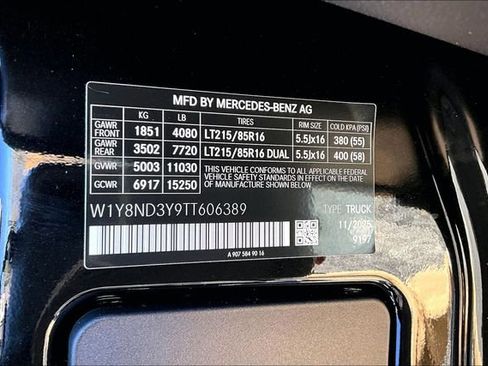 MFD BY MERCEDES-BENZ AG
KG LB TIRES RIM SIZE COLD KPA (PSI)
GAWR FRONT 1851 4080 LT215/85R16 5.5Jx16 380 (55)
GAWR REAR 3502 7720 LT215/85R16 DUAL 5.5Jx16 400 (58)
GVWR 5003 11030 THIS VEHICLE CONFORMS TO ALL APPLICABLE FEDERAL
GCWR 6917 15250 MOTOR VEHICLE SAFETY STANDARDS IN EFFECT ON THE DATE OF MANUFACTURE SHOWN ABOVE.
W1Y8ND3Y9TT606389 TYPE TRUCK
11/2025
9197
A 907 584 90 16